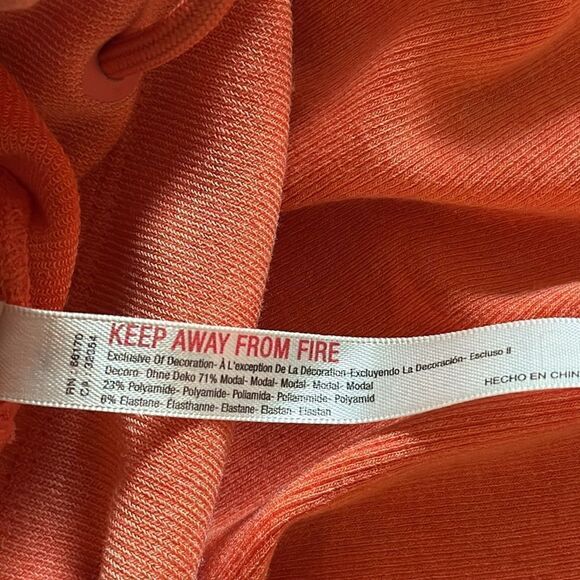 RN 66170
CA 32054
KEEP AWAY FROM FIRE
Exclusive Of Decoration- À L'exception De La Décoration-Excluyendo La Decoración- Escluso Il
Decoro- Ohne Deko 71% Modal- Modal- Modal- Modal- Modal
23% Polyamide- Polyamide- Poliamida- Poliammide- Polyamid
6% Elastane- Élasthanne- Elastane- Elastan- Elastan
HECHO EN CHIN